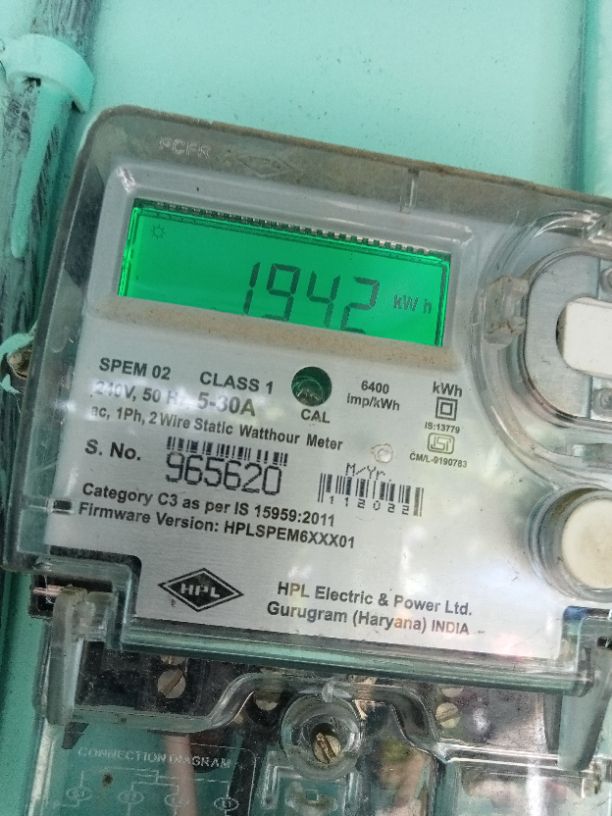 1942 kWh
SPEM 02 CLASS 1
240V, 50 Hz 5-30A
ac, 1Ph, 2 Wire Static Watthour Meter
CAL
6400
imp/kWh
kWh
IS:13779
CM/L-9190783
S. No. 965620
M/Yr
112022
Category C3 as per IS 15959:2011
Firmware Version: HPLSPEM6XXX01
HPL
HPL Electric & Power Ltd.
Gurugram (Haryana) INDIA
CONNECTION DIAGRAM